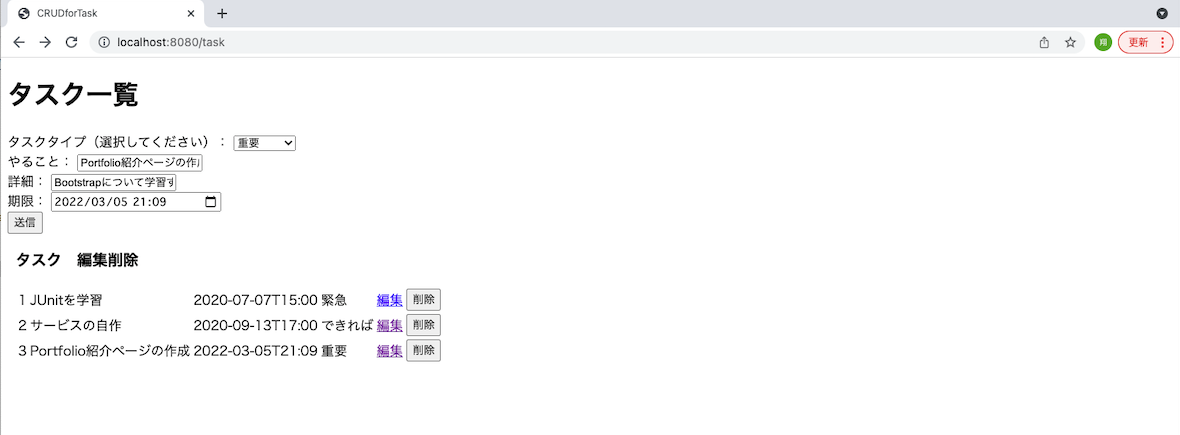 CRUDforTask
localhost:8080/task
翔
更新
タスク一覧
タスクタイプ（選択してください）： 重要
やること： Portfolio紹介ページの作
詳細： Bootstrapについて学習す
期限： 2022/03/05 21:09
送信
タスク 編集削除
1 JUnitを学習 2020-07-07T15:00 緊急 編集 削除
2 サービスの自作 2020-09-13T17:00 できれば 編集 削除
3 Portfolio紹介ページの作成 2022-03-05T21:09 重要 編集 削除